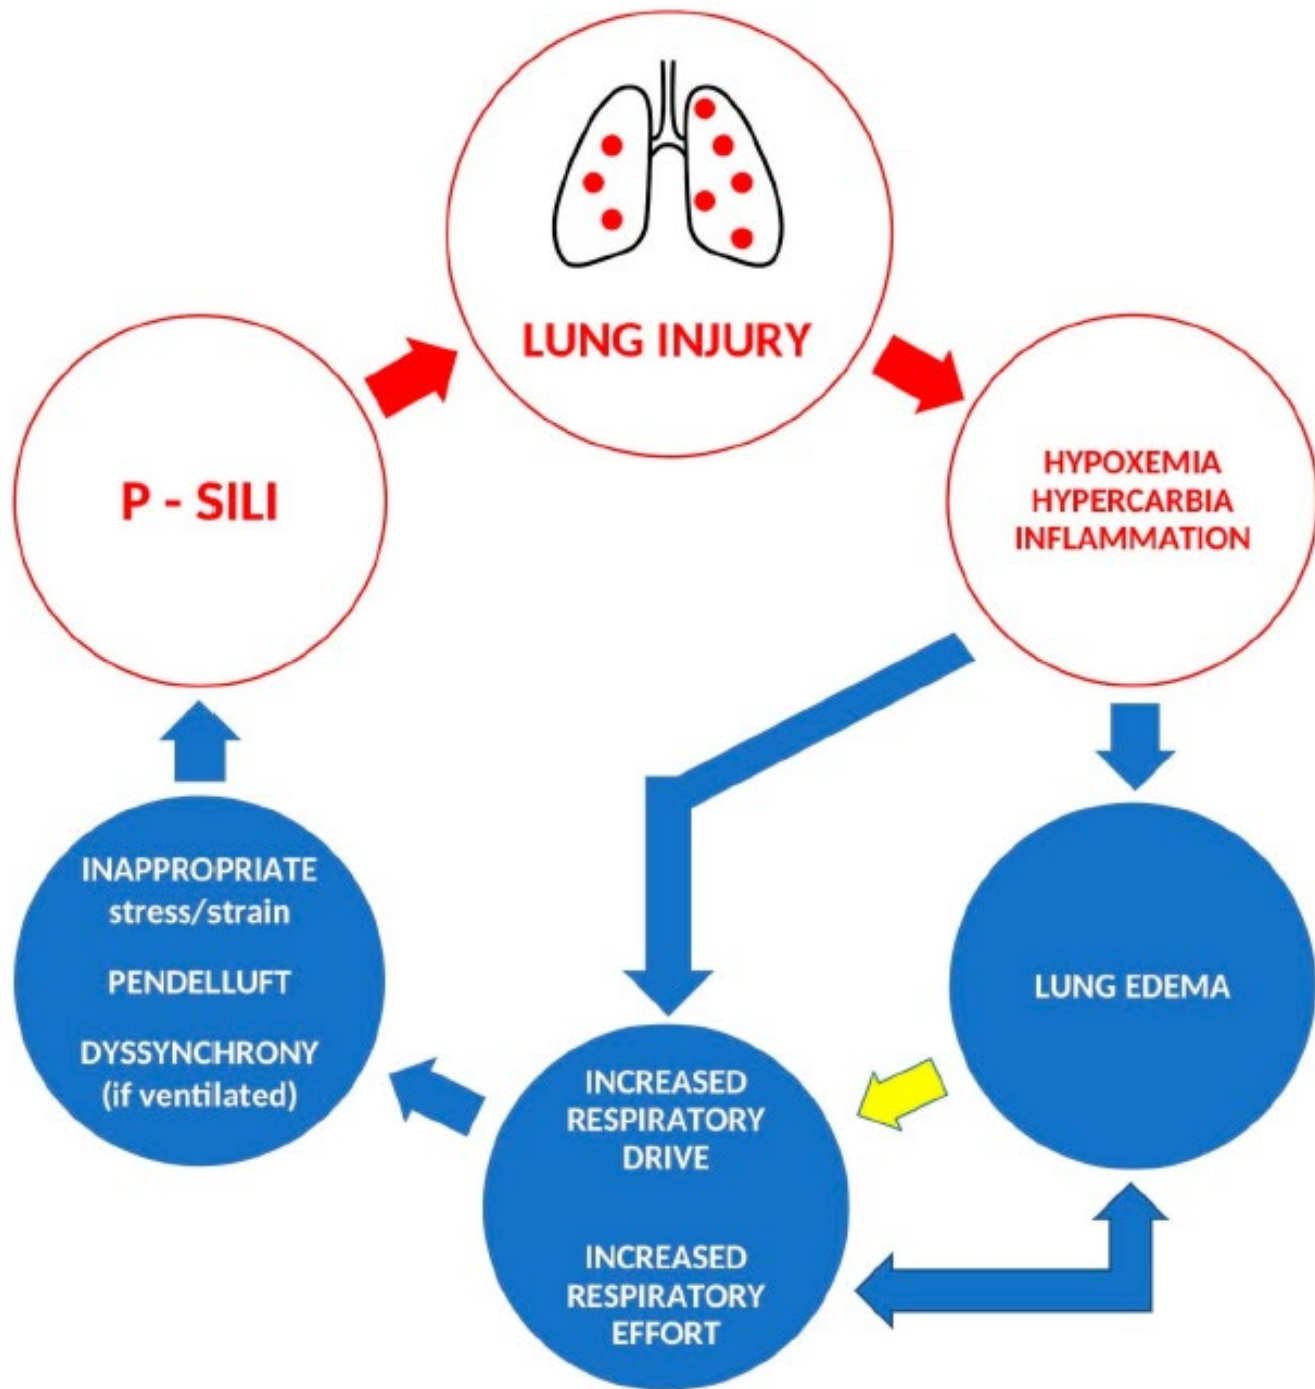 LUNG INJURY
HYPOXEMIA
HYPERCARBIA
INFLAMMATION
P - SILI
INAPPROPRIATE
stress/strain
PENDELLUFT
DYSSYNCHRONY
(if ventilated)
LUNG EDEMA
INCREASED
RESPIRATORY
DRIVE
INCREASED
RESPIRATORY
EFFORT